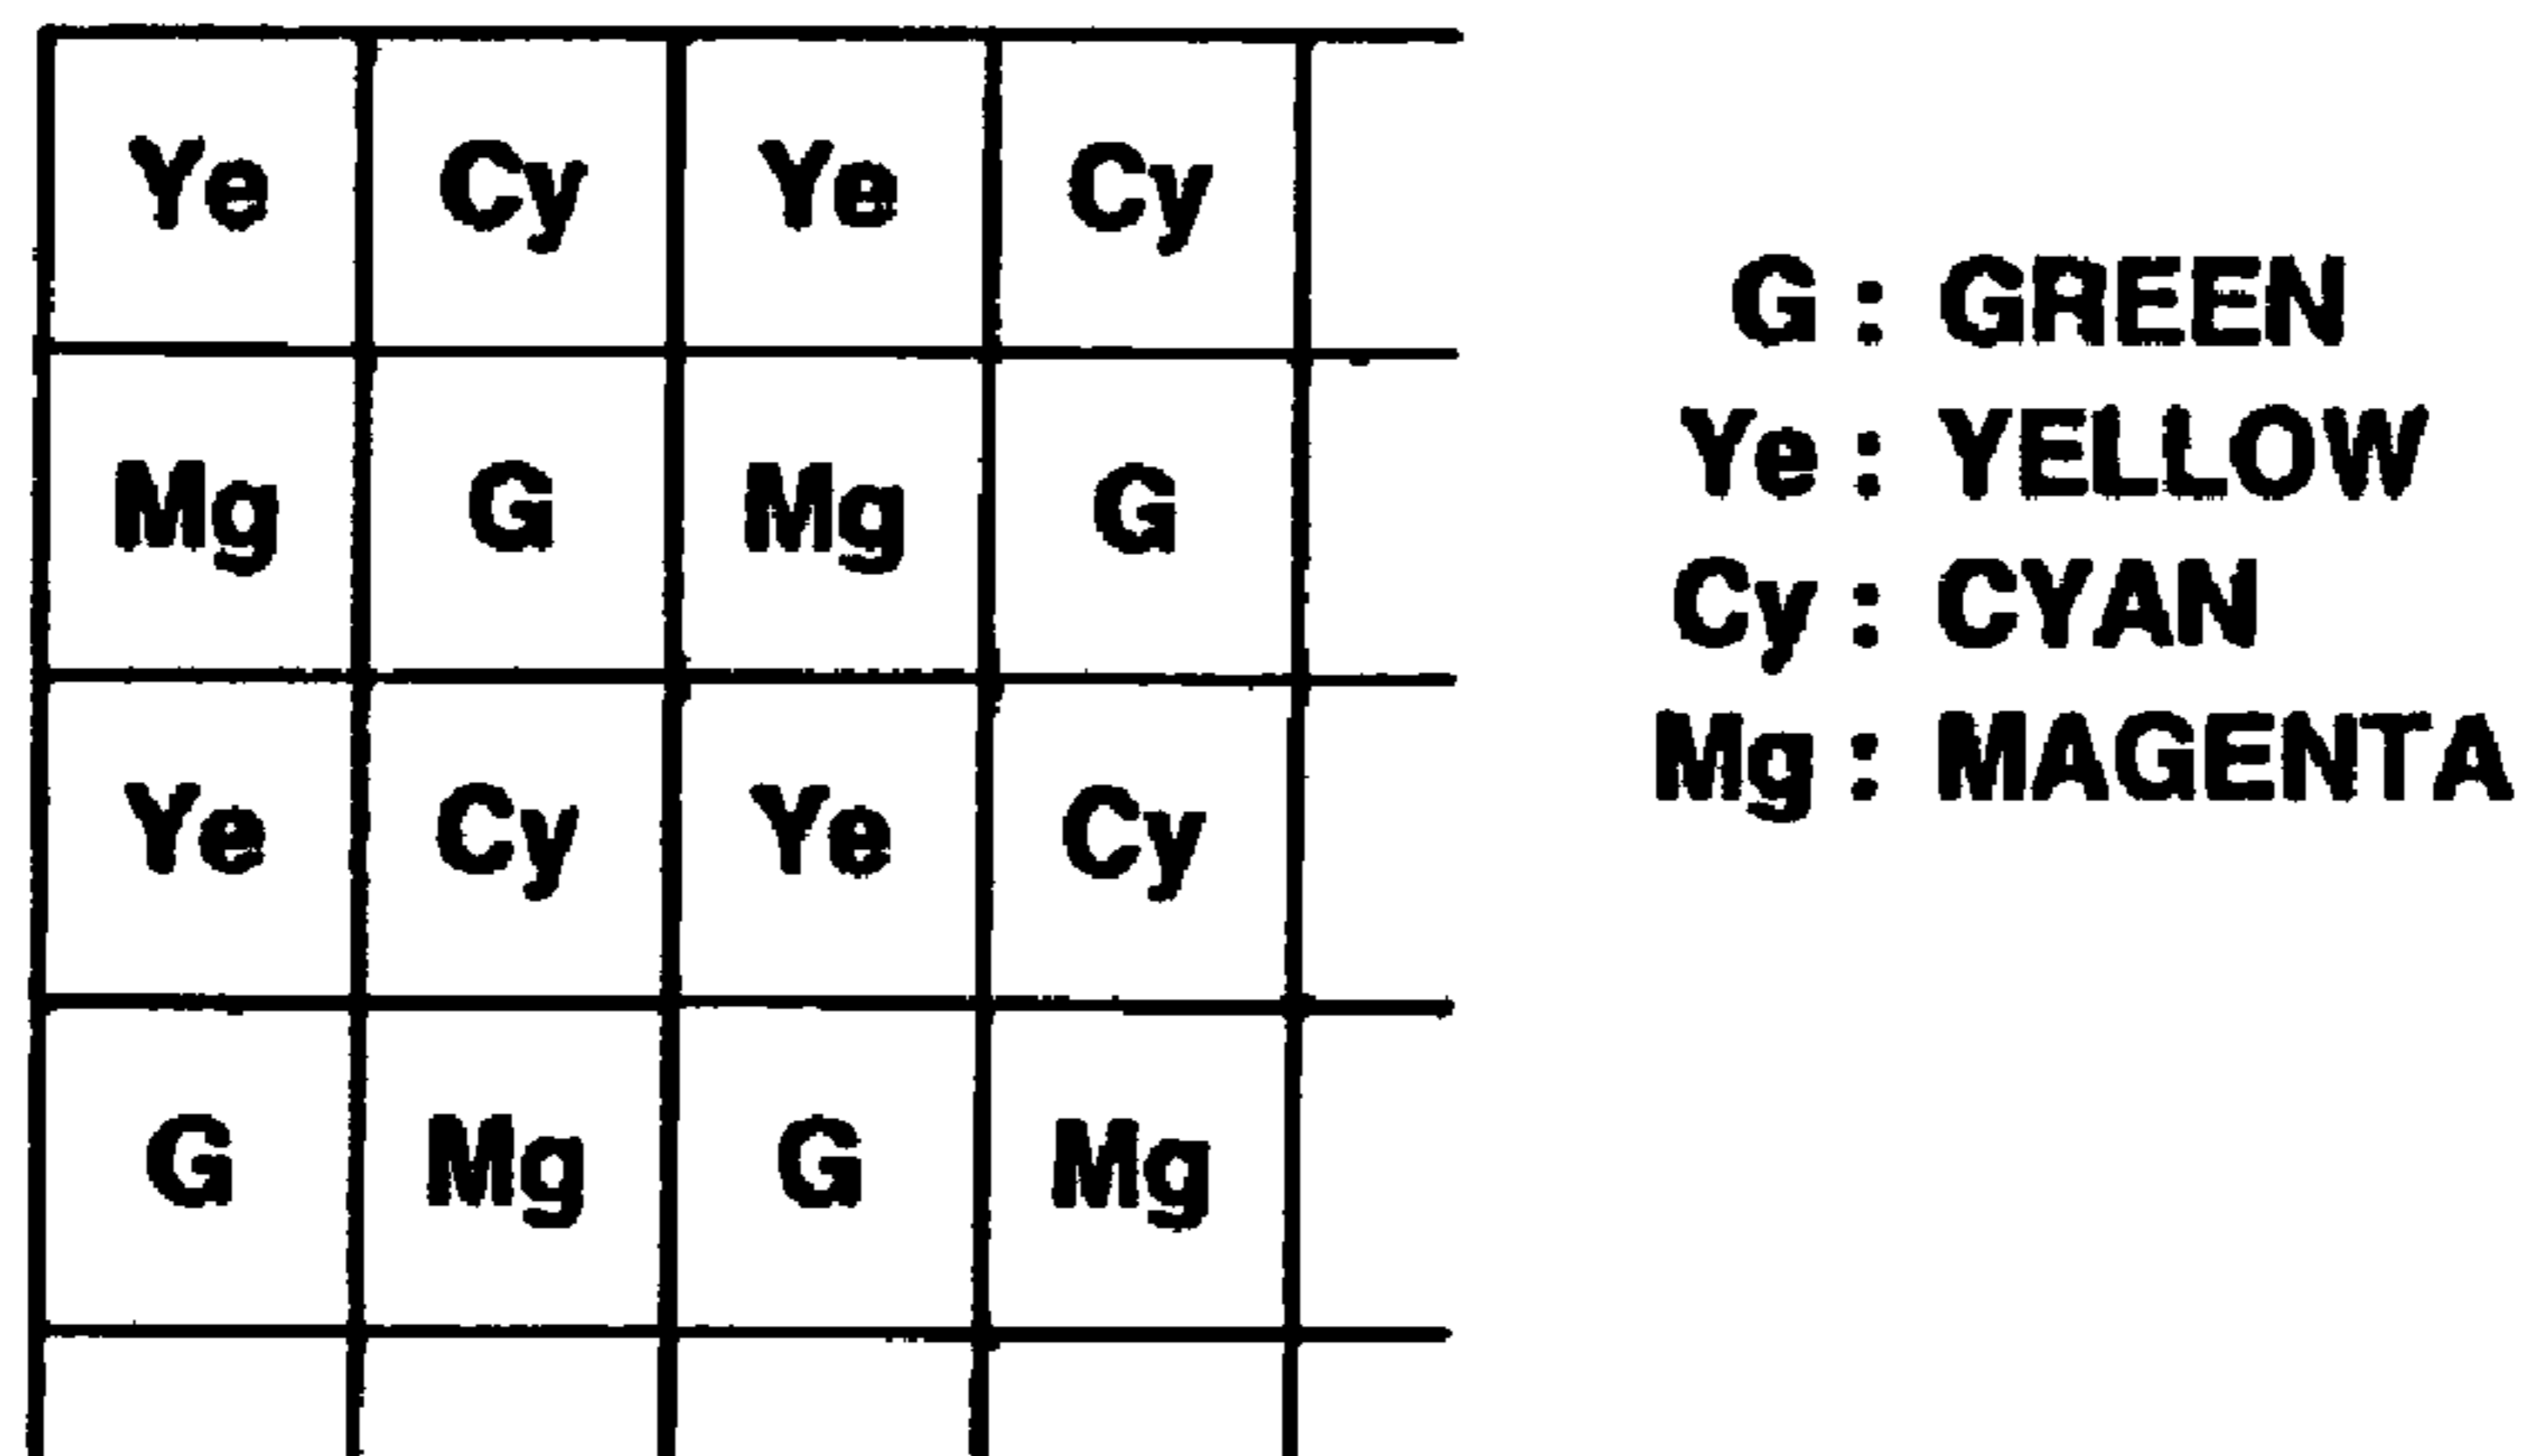 Ye Cy Ye Cy
Mg G Mg G
Ye Cy Ye Cy
G Mg G Mg
G : GREEN
Ye : YELLOW
Cy : CYAN
Mg : MAGENTA